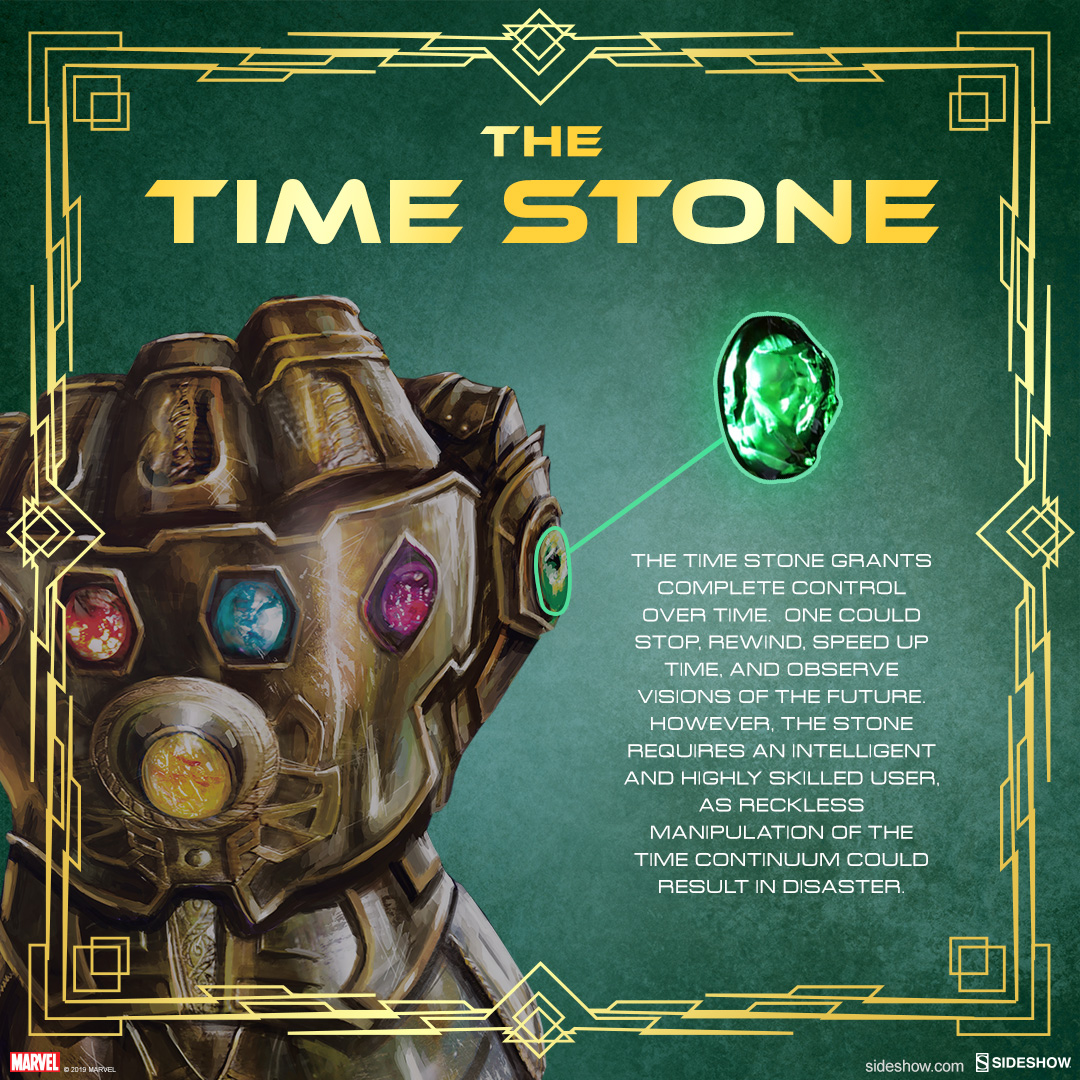 THE
TIME STONE
THE TIME STONE GRANTS
COMPLETE CONTROL
OVER TIME. ONE COULD
STOP, REWIND, SPEED UP
TIME, AND OBSERVE
VISIONS OF THE FUTURE.
HOWEVER, THE STONE
REQUIRES AN INTELLIGENT
AND HIGHLY SKILLED USER,
AS RECKLESS
MANIPULATION OF THE
TIME CONTINUUM COULD
RESULT IN DISASTER.
MARVEL © 2019 MARVEL
sideshow.com S SIDESHOW